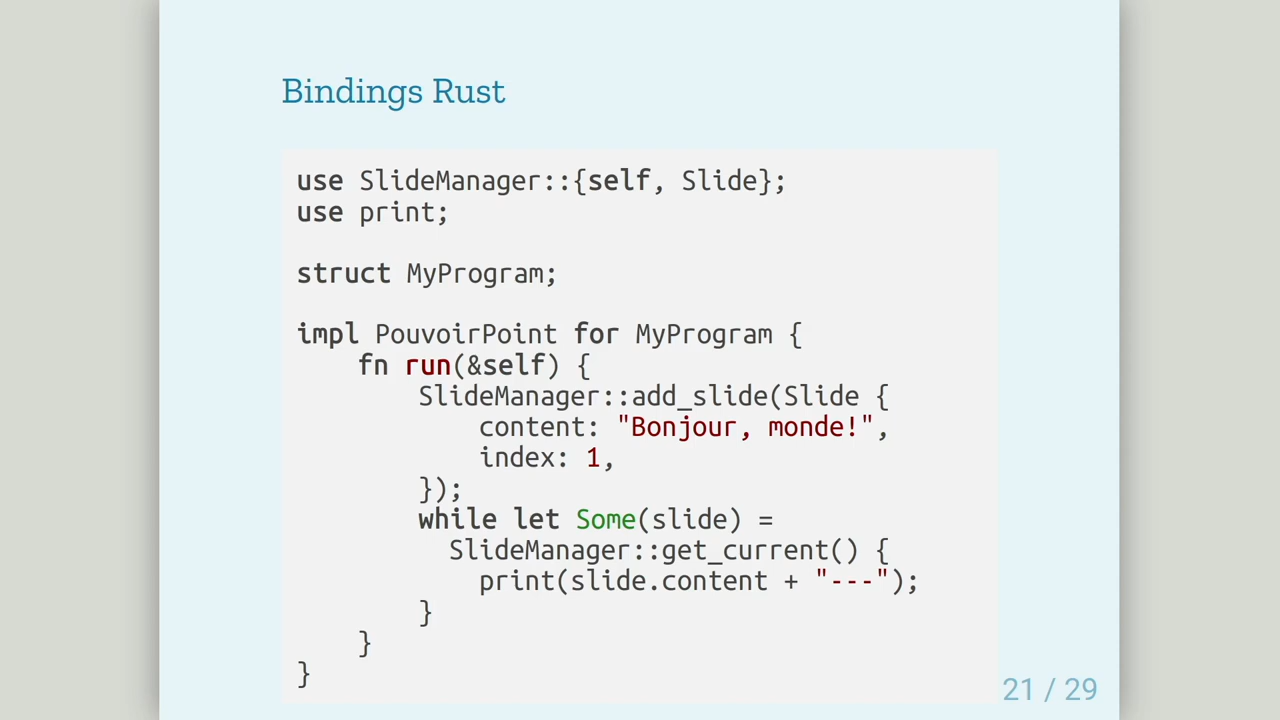 Bindings Rust
use SlideManager::{self, Slide};
use print;
struct MyProgram;
impl PouvoirPoint for MyProgram {
    fn run(&self) {
        SlideManager::add_slide(Slide {
            content: "Bonjour, monde!",
            index: 1,
        });
        while let Some(slide) =
          SlideManager::get_current() {
            print(slide.content + "---");
        }
    }
}
21 / 29